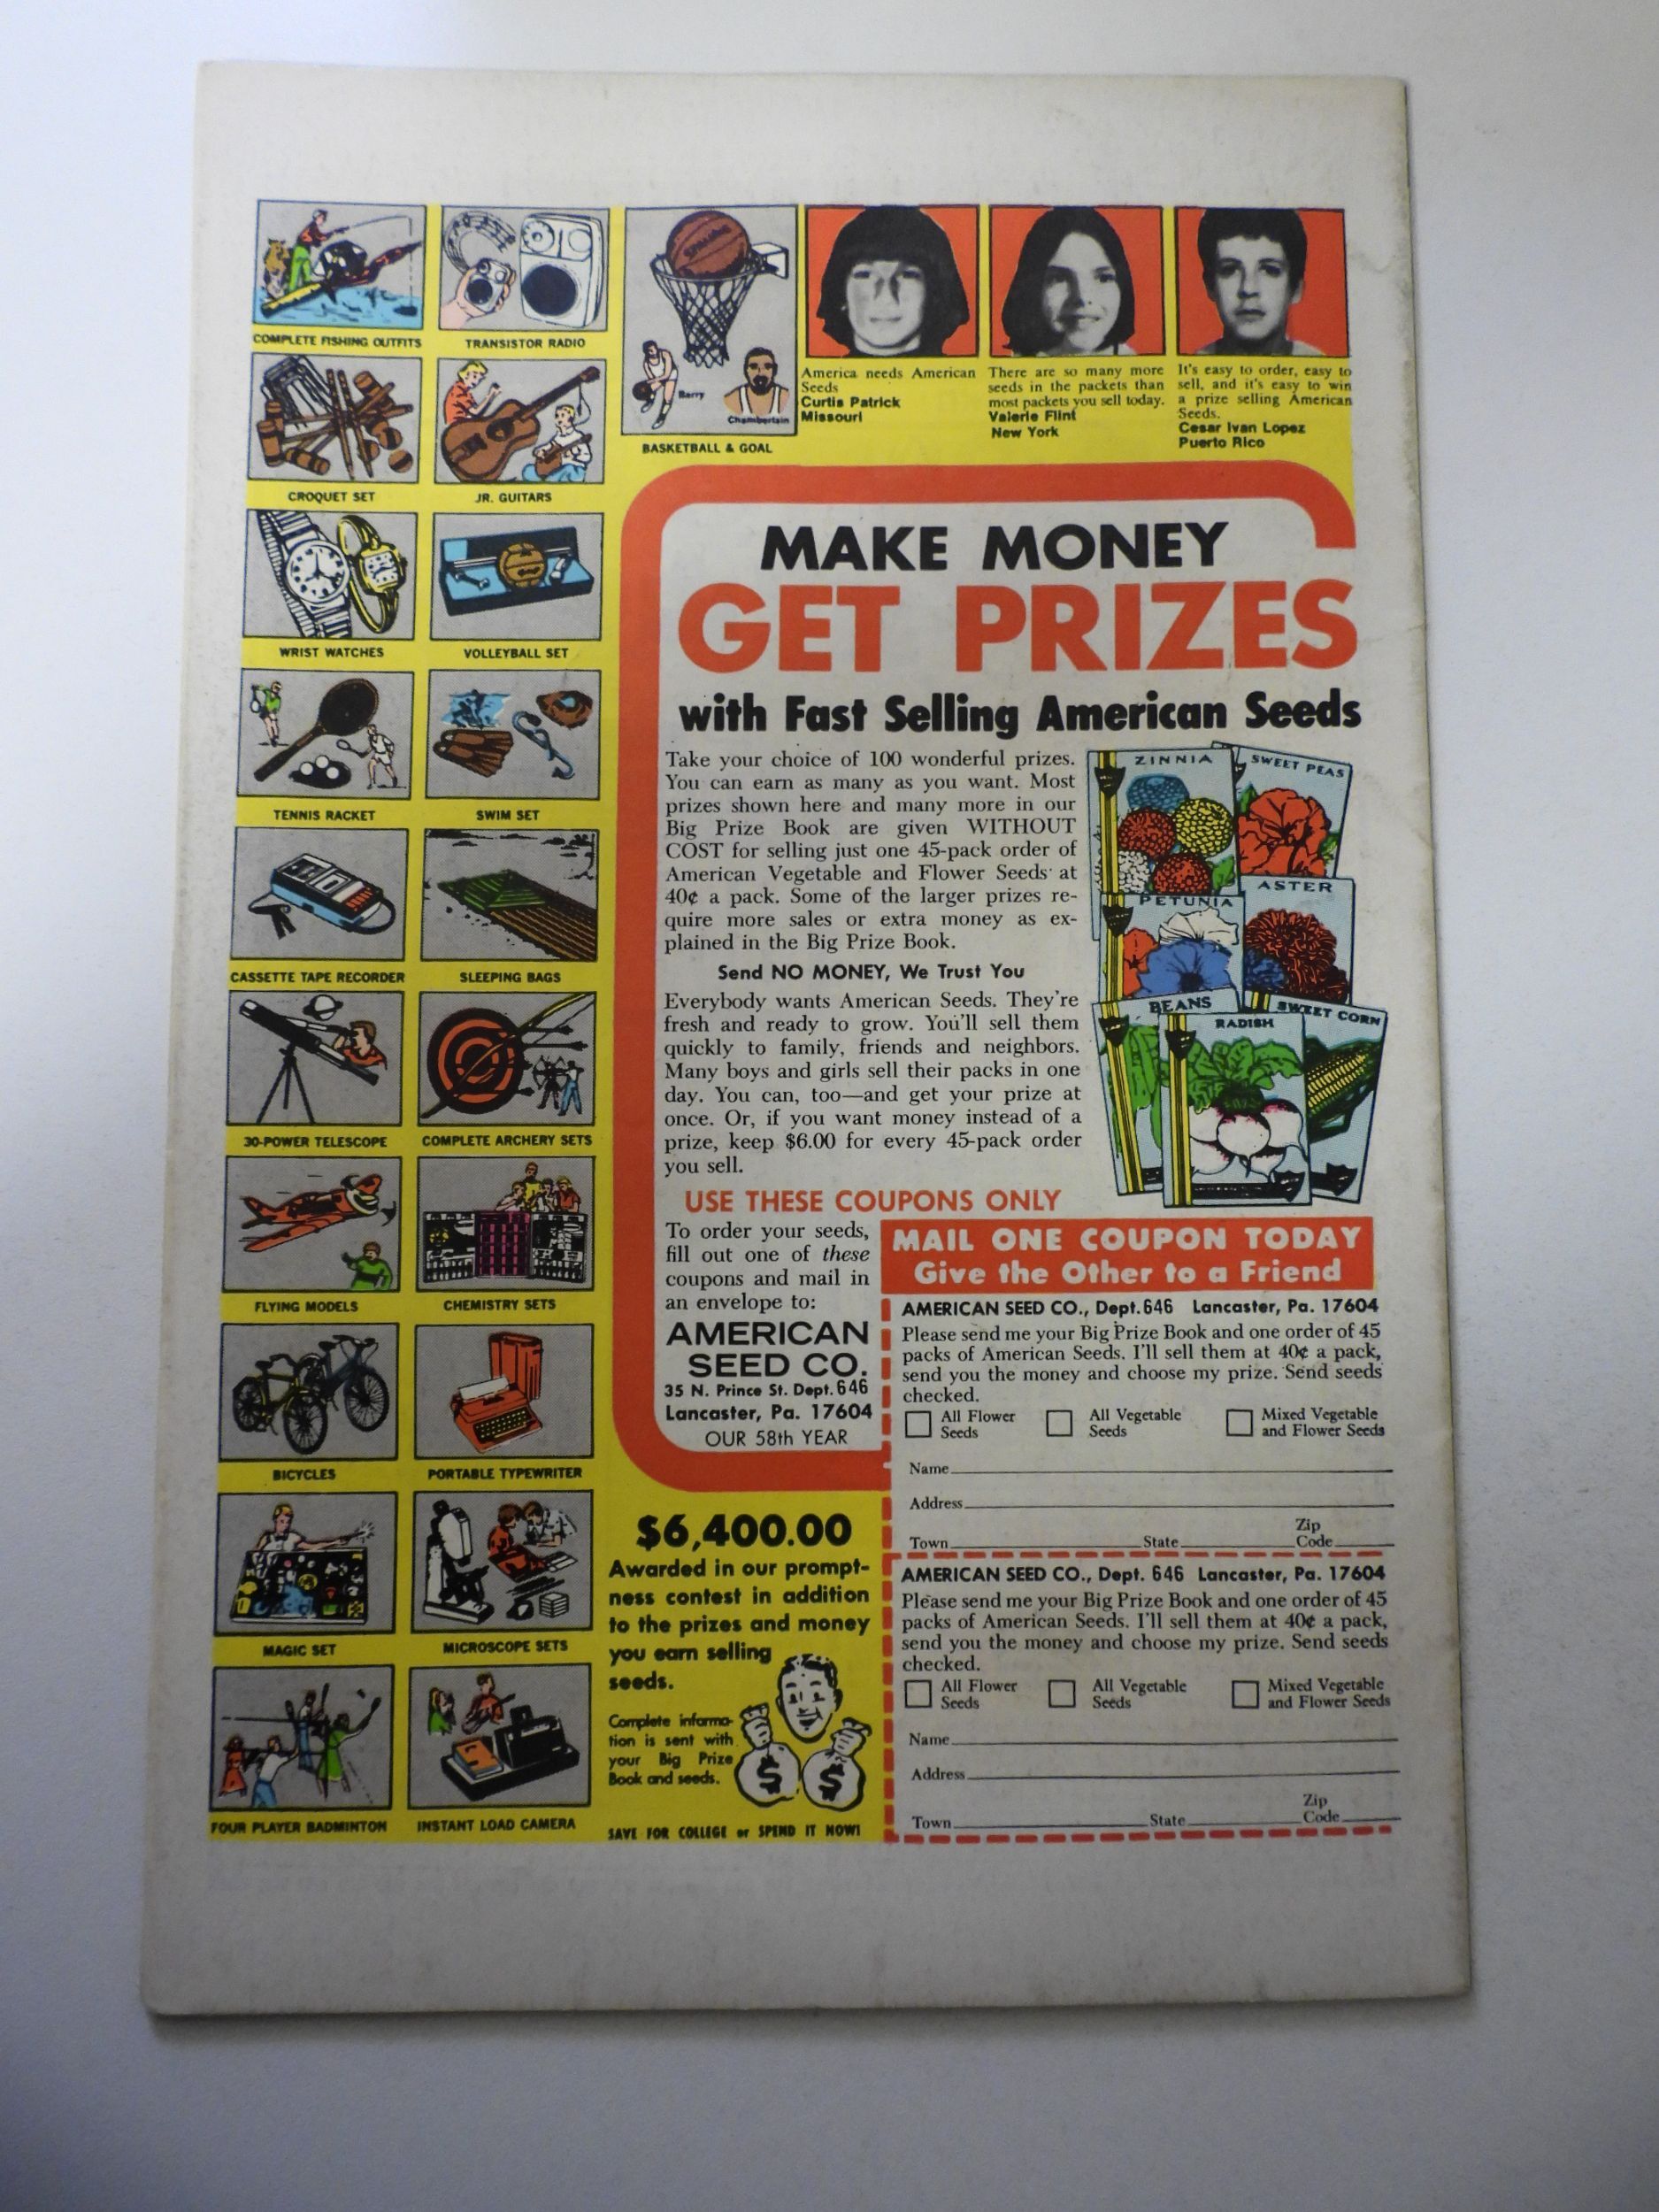 COMPLETE FISHING OUTFITS
TRANSISTOR RADIO
CROQUET SET
JR. GUITARS
WRIST WATCHES
VOLLEYBALL SET
TENNIS RACKET
SWIM SET
CASSETTE TAPE RECORDER
SLEEPING BAGS
30-POWER TELESCOPE
COMPLETE ARCHERY SETS
FLYING MODELS
CHEMISTRY SETS
BICYCLES
PORTABLE TYPEWRITER
MAGIC SET
MICROSCOPE SETS
FOUR PLAYER BADMINTON
INSTANT LOAD CAMERA
SPALDING
Barry
Chamberlain
BASKETBALL & GOAL
America needs American
Seeds
Curtis Patrick
Missouri
There are so many more
seeds in the packets than
most packets you sell today.
Valerie Flint
New York
It's easy to order, easy to
sell, and it's easy to win
a prize selling American
Seeds.
Cesar Ivan Lopez
Puerto Rico
MAKE MONEY
GET PRIZES
with Fast Selling American Seeds
Take your choice of 100 wonderful prizes.
You can earn as many as you want. Most
prizes shown here and many more in our
Big Prize Book are given WITHOUT
COST for selling just one 45-pack order of
American Vegetable and Flower Seeds at
40¢ a pack. Some of the larger prizes re-
quire more sales or extra money as ex-
plained in the Big Prize Book.
Send NO MONEY, We Trust You
Everybody wants American Seeds. They're
fresh and ready to grow. You'll sell them
quickly to family, friends and neighbors.
Many boys and girls sell their packs in one
day. You can, too—and get your prize at
once. Or, if you want money instead of a
prize, keep $6.00 for every 45-pack order
you sell.
ZINNIA
SWEET PEAS
PETUNIA
ASTER
BEANS
RADISH
SWEET CORN
USE THESE COUPONS ONLY
To order your seeds,
fill out one of these
coupons and mail in
an envelope to:
AMERICAN
SEED CO.
35 N. Prince St. Dept. 646
Lancaster, Pa. 17604
OUR 58th YEAR
$6,400.00
Awarded in our prompt-
ness contest in addition
to the prizes and money
you earn selling
seeds.
Complete informa-
tion is sent with
your Big Prize
Book and seeds.
$ $
SAVE FOR COLLEGE or SPEND IT NOW!
MAIL ONE COUPON TODAY
Give the Other to a Friend
AMERICAN SEED CO., Dept. 646 Lancaster, Pa. 17604
Please send me your Big Prize Book and one order of 45
packs of American Seeds. I'll sell them at 40¢ a pack,
send you the money and choose my prize. Send seeds
checked.
All Flower Seeds All Vegetable Seeds Mixed Vegetable and Flower Seeds
Name
Address
Town State Zip Code
AMERICAN SEED CO., Dept. 646 Lancaster, Pa. 17604
Please send me your Big Prize Book and one order of 45
packs of American Seeds. I'll sell them at 40¢ a pack,
send you the money and choose my prize. Send seeds
checked.
All Flower Seeds All Vegetable Seeds Mixed Vegetable and Flower Seeds
Name
Address
Town State Zip Code